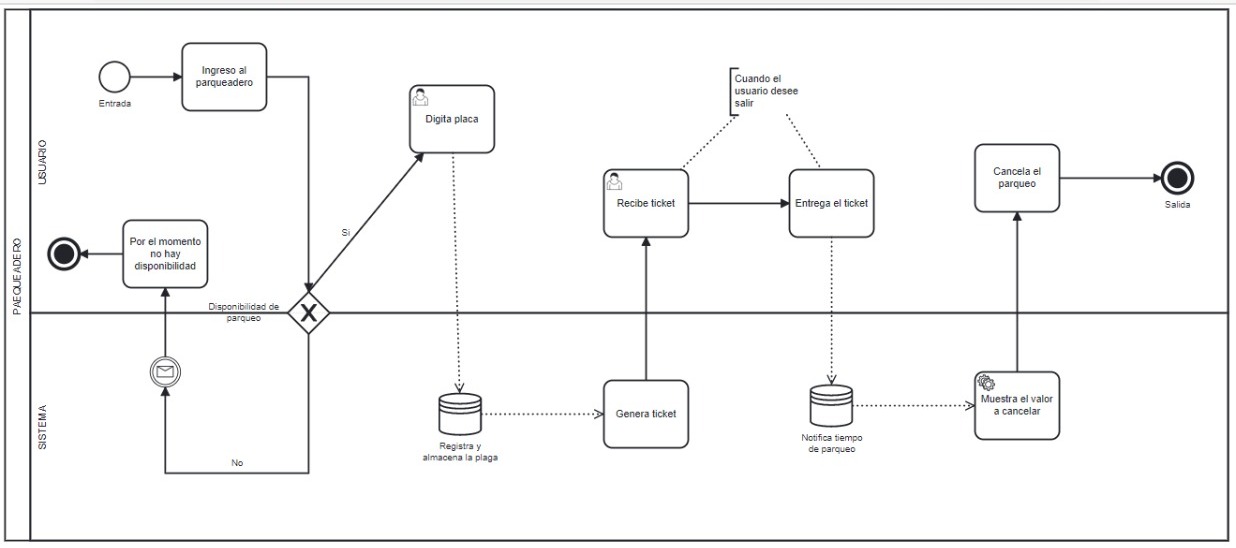 PAEQUEADERO
USUARIO
Entrada
Ingreso al
parqueadero
Digita placa
Cuando el
usuario desee
salir
Recibe ticket
Entrega el ticket
Cancela el
parqueo
Salida
Por el momento
no hay
disponibilidad
Si
Disponibilidad de
parqueo
X
SISTEMA
No
Registra y
almacena la plaga
Genera ticket
Notifica tiempo
de parqueo
Muestra el valor
a cancelar